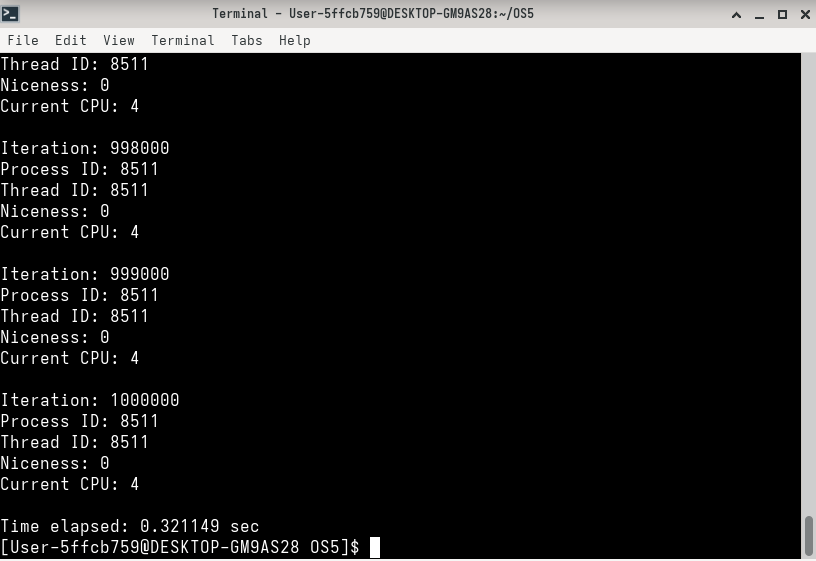 Terminal - User-5ffcb759@DESKTOP-GM9AS28:~/OS5
File Edit View Terminal Tabs Help
Thread ID: 8511
Niceness: 0
Current CPU: 4
Iteration: 998000
Process ID: 8511
Thread ID: 8511
Niceness: 0
Current CPU: 4
Iteration: 999000
Process ID: 8511
Thread ID: 8511
Niceness: 0
Current CPU: 4
Iteration: 1000000
Process ID: 8511
Thread ID: 8511
Niceness: 0
Current CPU: 4
Time elapsed: 0.321149 sec
[User-5ffcb759@DESKTOP-GM9AS28 OS5]$